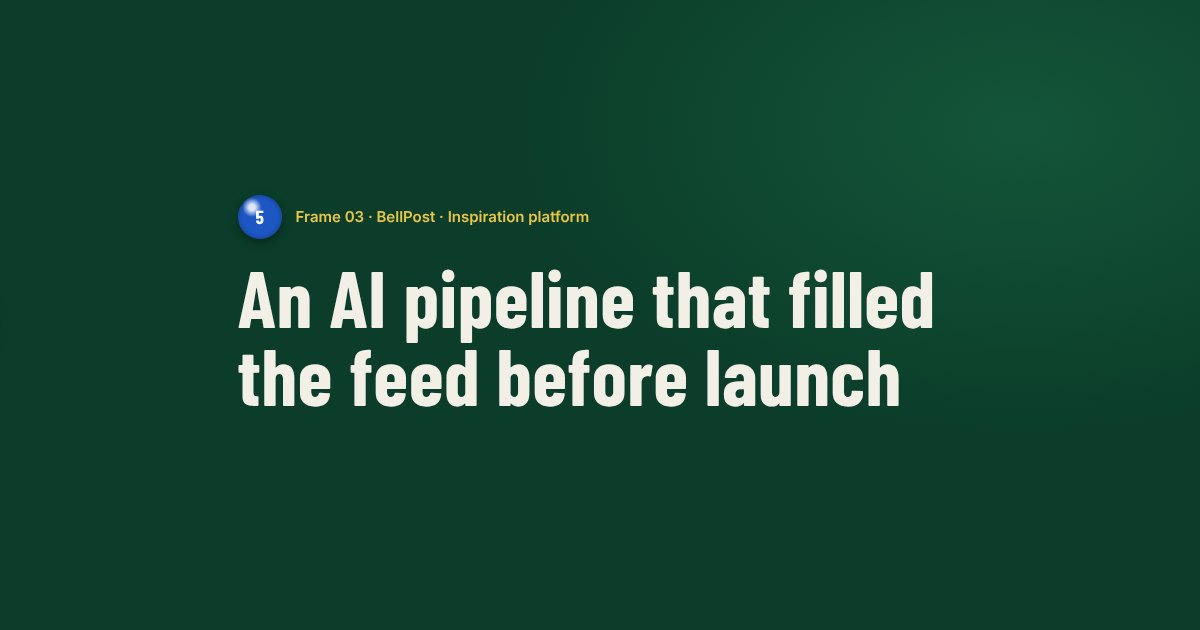 5
Frame 03 · BellPost · Inspiration platform
An AI pipeline that filled
the feed before launch